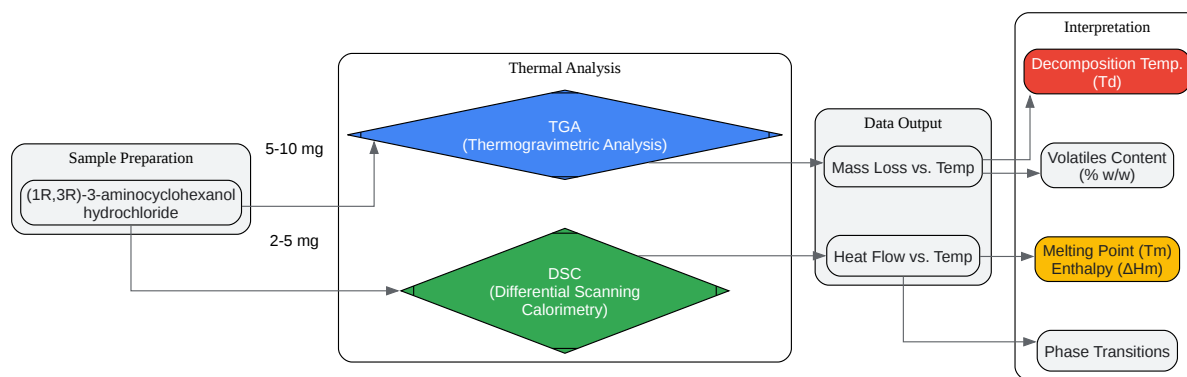 Sample Preparation
(1R,3R)-3-aminocyclohexanol
hydrochloride
5-10 mg
2-5 mg
Thermal Analysis
TGA
(Thermogravimetric Analysis)
DSC
(Differential Scanning
Calorimetry)
Data Output
Mass Loss vs. Temp
Heat Flow vs. Temp
Interpretation
Decomposition Temp.
(Td)
Volatiles Content
(% w/w)
Melting Point (Tm)
Enthalpy (ΔHm)
Phase Transitions